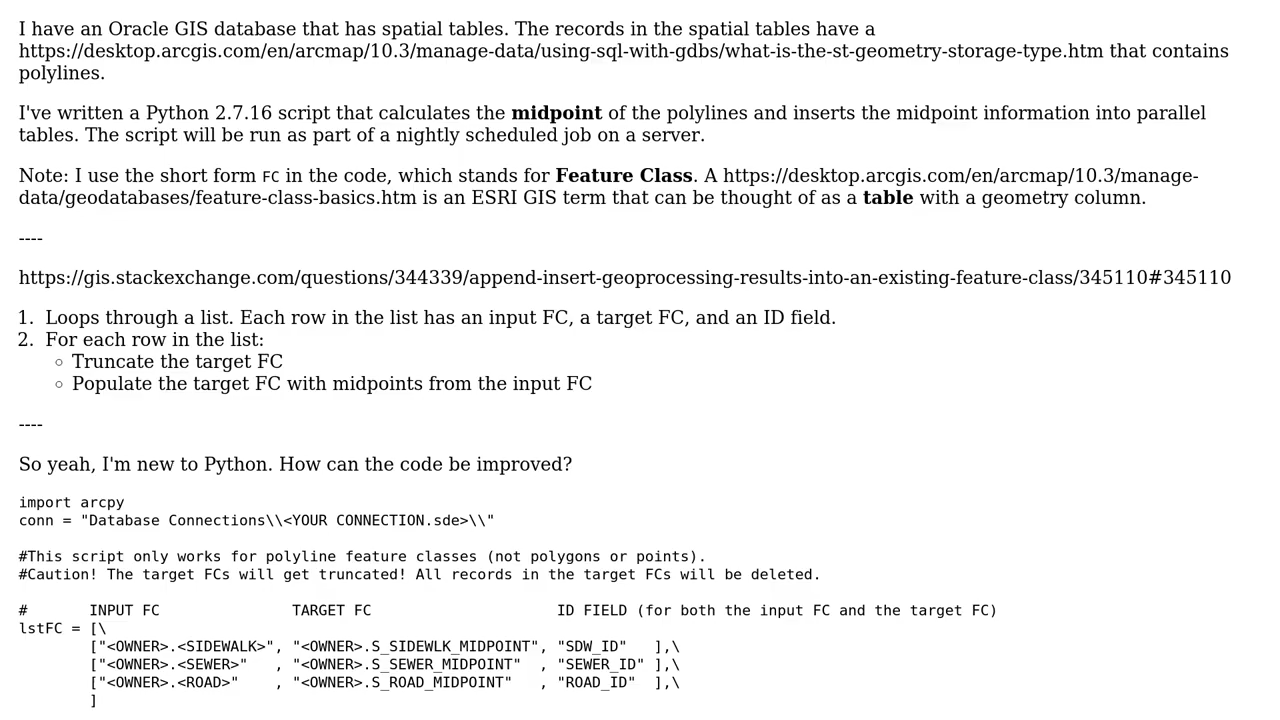 I have an Oracle GIS database that has spatial tables. The records in the spatial tables have a
https://desktop.arcgis.com/en/arcmap/10.3/manage-data/using-sql-with-gdbs/what-is-the-st-geometry-storage-type.htm that contains
polylines.
I've written a Python 2.7.16 script that calculates the midpoint of the polylines and inserts the midpoint information into parallel
tables. The script will be run as part of a nightly scheduled job on a server.
Note: I use the short form FC in the code, which stands for Feature Class. A https://desktop.arcgis.com/en/arcmap/10.3/manage-
data/geodatabases/feature-class-basics.htm is an ESRI GIS term that can be thought of as a table with a geometry column.
----
https://gis.stackexchange.com/questions/344339/append-insert-geoprocessing-results-into-an-existing-feature-class/345110#345110
1. Loops through a list. Each row in the list has an input FC, a target FC, and an ID field.
2. For each row in the list:
◦ Truncate the target FC
◦ Populate the target FC with midpoints from the input FC
----
So yeah, I'm new to Python. How can the code be improved?
import arcpy
conn = "Database Connections\\<YOUR CONNECTION.sde>\\"
#This script only works for polyline feature classes (not polygons or points).
#Caution! The target FCs will get truncated! All records in the target FCs will be deleted.
#       INPUT FC               TARGET FC                     ID FIELD (for both the input FC and the target FC)
lstFC = [\
        ["<OWNER>.<SIDEWALK>", "<OWNER>.S_SIDEWLK_MIDPOINT", "SDW_ID"   ],\
        ["<OWNER>.<SEWER>"   , "<OWNER>.S_SEWER_MIDPOINT"  , "SEWER_ID" ],\
        ["<OWNER>.<ROAD>"    , "<OWNER>.S_ROAD_MIDPOINT"   , "ROAD_ID"  ],\
        ]